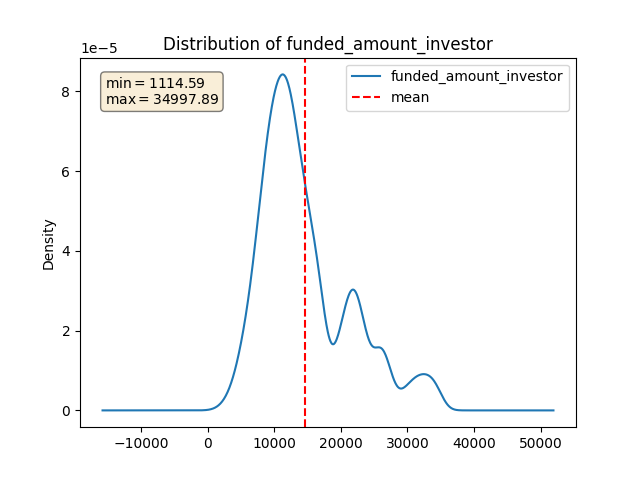 Distribution of funded_amount_investor
1e−5
min = 1114.59
max = 34997.89
funded_amount_investor
mean
8
6
4
2
0
Density
−10000 0 10000 20000 30000 40000 50000